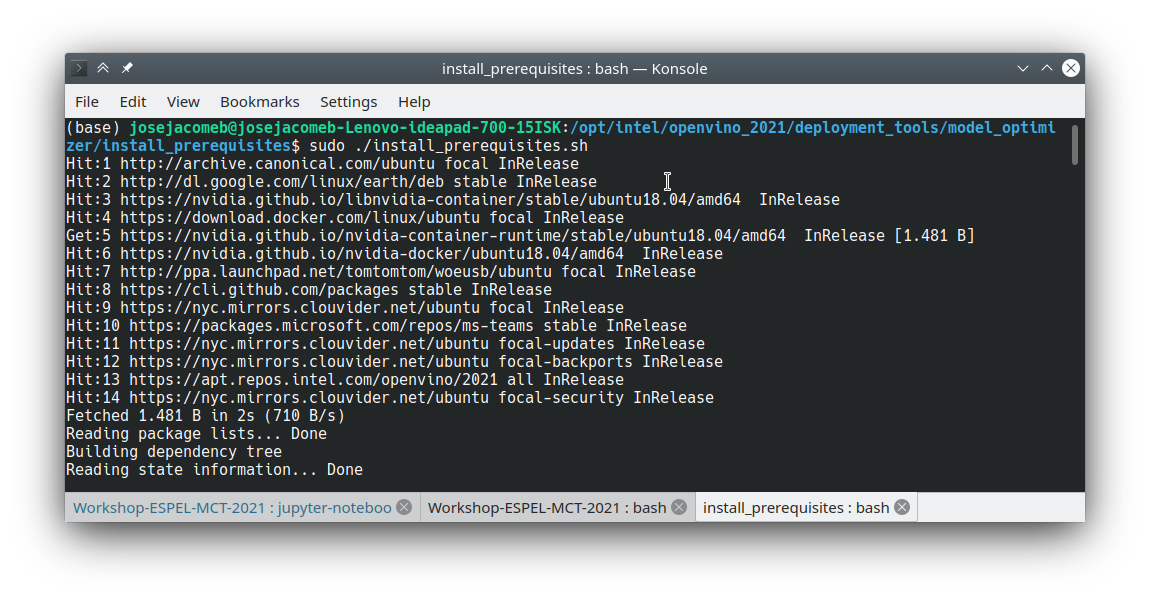 install_prerequisites : bash — Konsole
File Edit View Bookmarks Settings Help
(base) josejacomeb@josejacomeb-Lenovo-ideapad-700-15ISK:/opt/intel/openvino_2021/deployment_tools/model_optimi
zer/install_prerequisites$ sudo ./install_prerequisites.sh
Hit:1 http://archive.canonical.com/ubuntu focal InRelease
Hit:2 http://dl.google.com/linux/earth/deb stable InRelease
Hit:3 https://nvidia.github.io/libnvidia-container/stable/ubuntu18.04/amd64  InRelease
Hit:4 https://download.docker.com/linux/ubuntu focal InRelease
Get:5 https://nvidia.github.io/nvidia-container-runtime/stable/ubuntu18.04/amd64  InRelease [1.481 B]
Hit:6 https://nvidia.github.io/nvidia-docker/ubuntu18.04/amd64  InRelease
Hit:7 http://ppa.launchpad.net/tomtomtom/woeusb/ubuntu focal InRelease
Hit:8 https://cli.github.com/packages stable InRelease
Hit:9 https://nyc.mirrors.clouvider.net/ubuntu focal InRelease
Hit:10 https://packages.microsoft.com/repos/ms-teams stable InRelease
Hit:11 https://nyc.mirrors.clouvider.net/ubuntu focal-updates InRelease
Hit:12 https://nyc.mirrors.clouvider.net/ubuntu focal-backports InRelease
Hit:13 https://apt.repos.intel.com/openvino/2021 all InRelease
Hit:14 https://nyc.mirrors.clouvider.net/ubuntu focal-security InRelease
Fetched 1.481 B in 2s (710 B/s)
Reading package lists... Done
Building dependency tree
Reading state information... Done
Workshop-ESPEL-MCT-2021 : jupyter-noteboo Workshop-ESPEL-MCT-2021 : bash install_prerequisites : bash